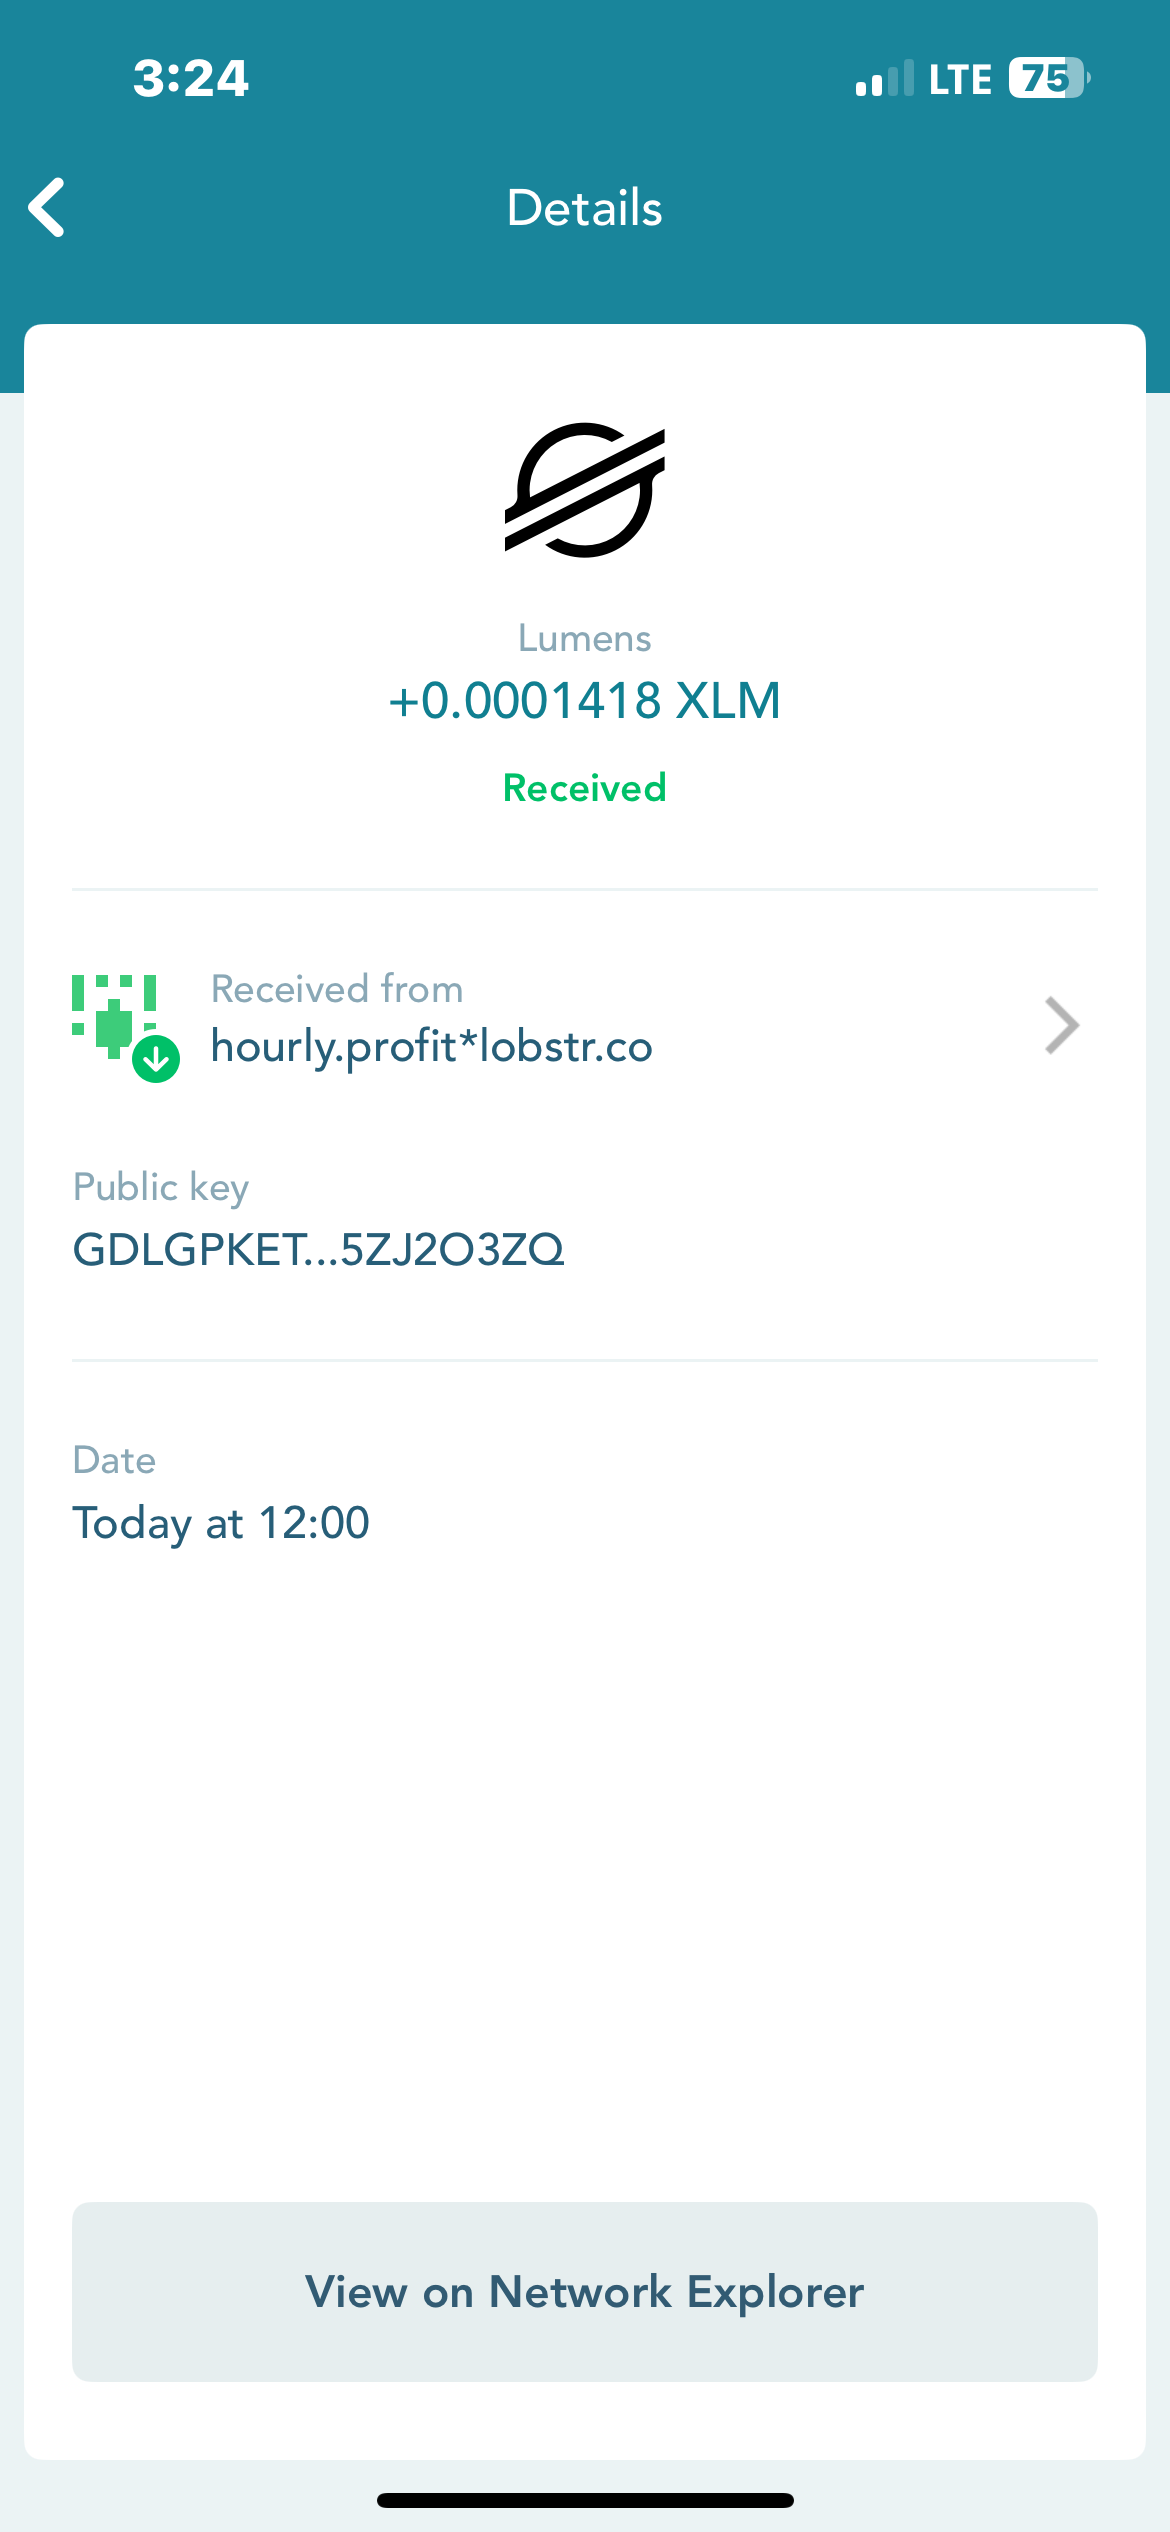 3:24
LTE 75
Details
Lumens
+0.0001418 XLM
Received
Received from
hourly.profit*lobstr.co
Public key
GDLGPKET...5ZJ2O3ZQ
Date
Today at 12:00
View on Network Explorer